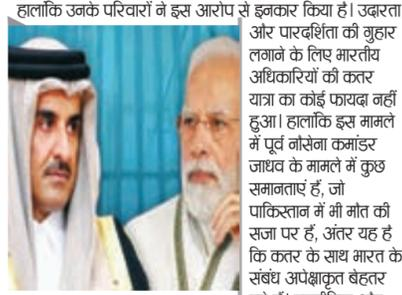 हालांकि उनके परिवारों ने इस आरोप से इनकार किया है। उदारता
और पारदर्शिता की गुहार
लगाने के लिए भारतीय
अधिकारियों की कतर
यात्रा का कोई फायदा नहीं
हुआ। हालांकि इस मामले
में पूर्व नौसेना कमांडर
जाधव के मामले में कुछ
समानताएं हैं, जो
पाकिस्तान में भी मौत की
सजा पर हैं, अंतर यह है
कि कतर के साथ भारत के
संबंध अपेक्षाकृत बेहतर